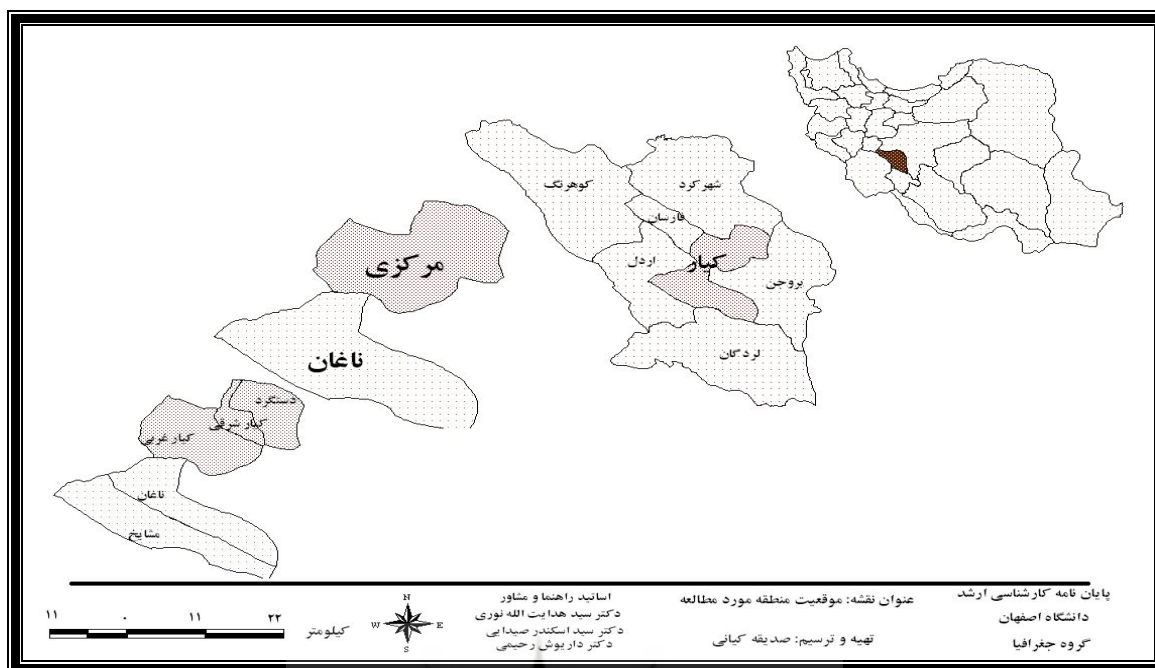 کوهرنگ
شهرکرد
فارسان
اردل
کیار
بروجن
لردگان
مرکزی
ناغان
دستگرد
کیار شرقی
کیار غربی
ناغان
مشایخ
پایان نامه کارشناسی ارشد
دانشگاه اصفهان
گروه جغرافیا
عنوان نقشه: موقعیت منطقه مورد مطالعه
تهیه و ترسیم: صدیقه کیانی
اساتید راهنما و مشاور
دکتر سید هدایت الله نوری
دکتر سید اسکندر صیدایی
دکتر داریوش رحیمی
N
W E
S
۱۱ ۰ ۱۱ ۲۲
کیلومتر